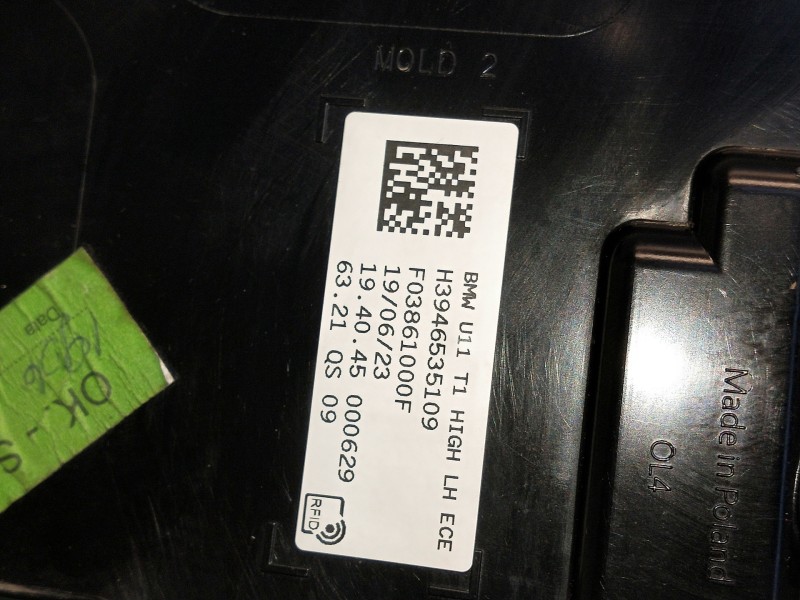 MOLD 2
BMW U11 T1 HIGH LH ECE
H3946535109
F03861000F
19/06/23
19.40.45 000629
63.21 QS 09
RFID
Made in Poland
OL4
OK.-S
Data